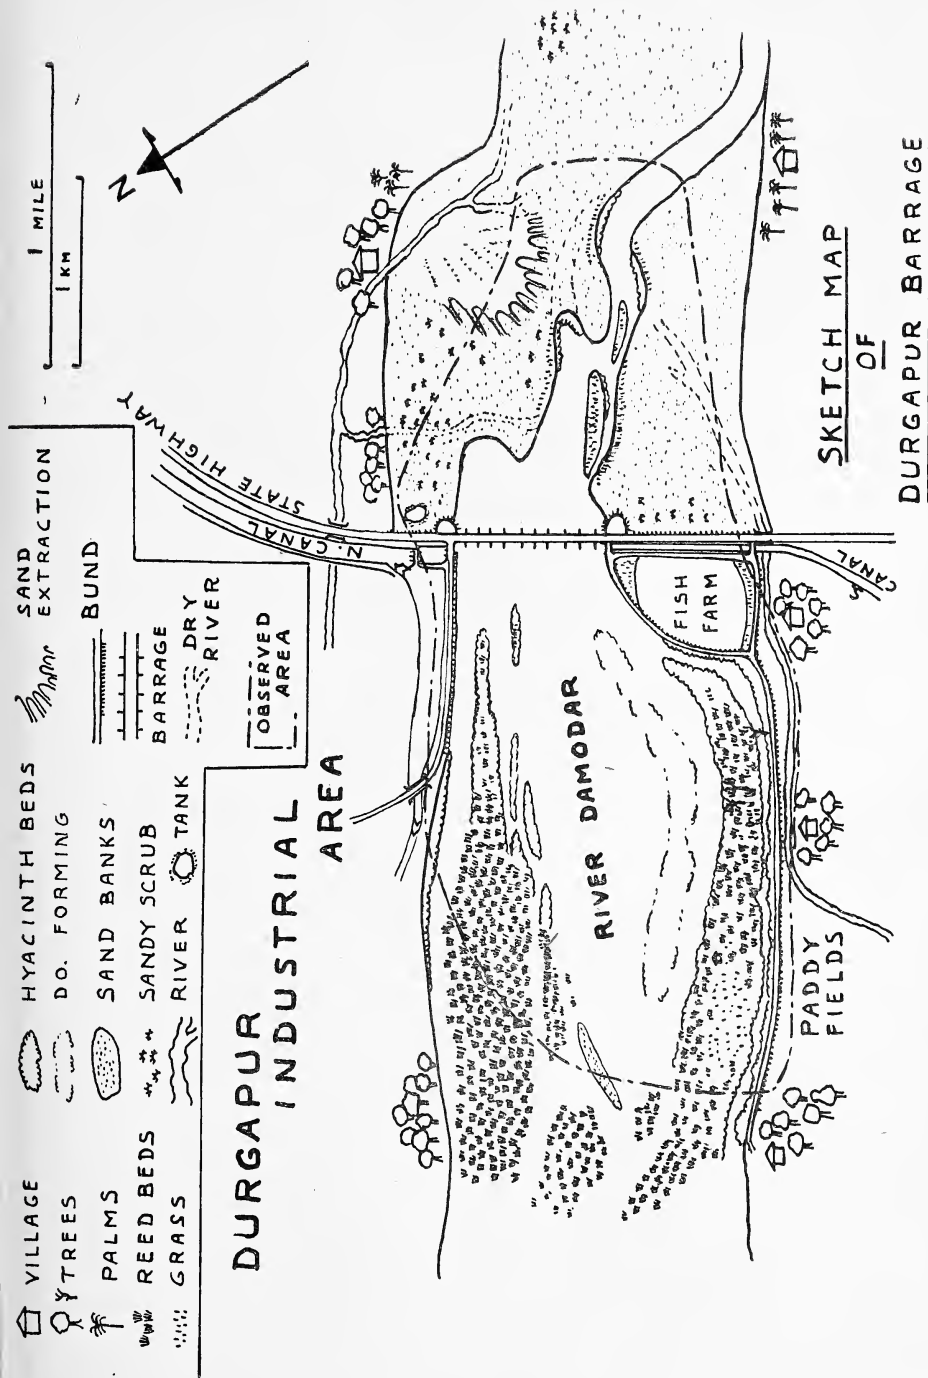 VILLAGE
TREES
PALMS
REED BEDS
GRASS
HYACINTH BEDS
DO. FORMING
SAND BANKS
SANDY SCRUB
RIVER
TANK
SAND
EXTRACTION
BUND
BARRAGE
DRY
RIVER
OBSERVED
AREA
1 MILE
1 KM
N
DURGAPUR
INDUSTRIAL
AREA
STATE HIGHWAY
N. CANAL
RIVER DAMODAR
FISH
FARM
S CANAL
PADDY
FIELDS
SKETCH MAP
OF
DURGAPUR BARRAGE